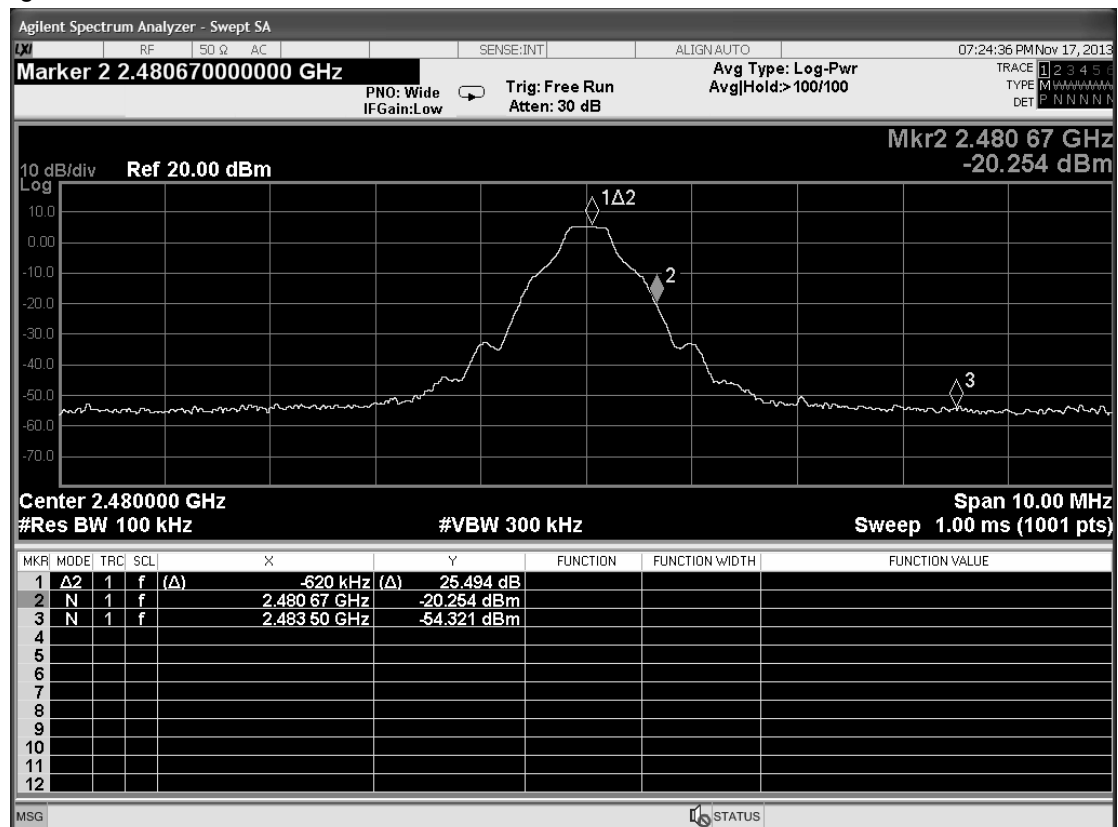 Agilent Spectrum Analyzer - Swept SA
LXI RF 50 Ω AC SENSE:INT ALIGN AUTO 07:24:36 PM Nov 17, 2013
Marker 2 2.480670000000 GHz
PNO: Wide
IFGain:Low
Trig: Free Run
Atten: 30 dB
Avg Type: Log-Pwr
Avg|Hold:>100/100
TRACE 1 2 3 4 5 6
TYPE M WWWWW
DET P N N N N N
Mkr2 2.480 67 GHz
-20.254 dBm
10 dB/div Ref 20.00 dBm
Log
10.0
0.00
-10.0
-20.0
-30.0
-40.0
-50.0
-60.0
-70.0
1Δ2
2
3
Center 2.480000 GHz Span 10.00 MHz
#Res BW 100 kHz #VBW 300 kHz Sweep 1.00 ms (1001 pts)
MKR MODE TRC SCL X Y FUNCTION FUNCTION WIDTH FUNCTION VALUE
1 Δ2 1 f (Δ) -620 kHz (Δ) 25.494 dB
2 N 1 f 2.480 67 GHz -20.254 dBm
3 N 1 f 2.483 50 GHz -54.321 dBm
4
5
6
7
8
9
10
11
12
MSG STATUS